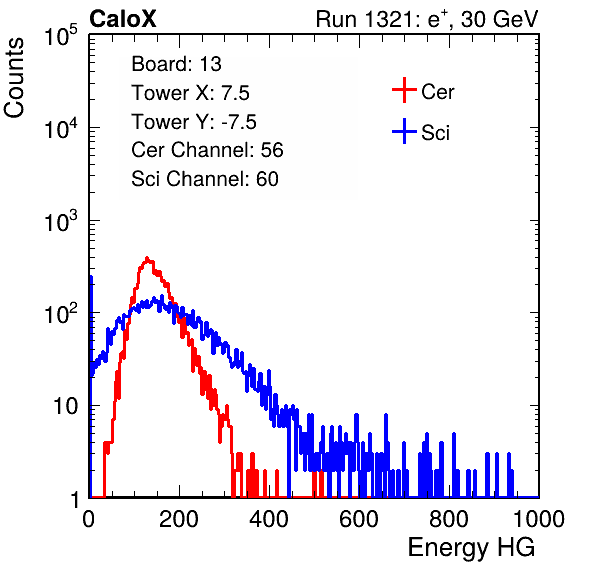 CaloX Run 1321: e⁺, 30 GeV
Counts
10⁵
10⁴
10³
10²
10
1
Board: 13
Tower X: 7.5
Tower Y: -7.5
Cer Channel: 56
Sci Channel: 60
Cer
Sci
0 200 400 600 800 1000
Energy HG